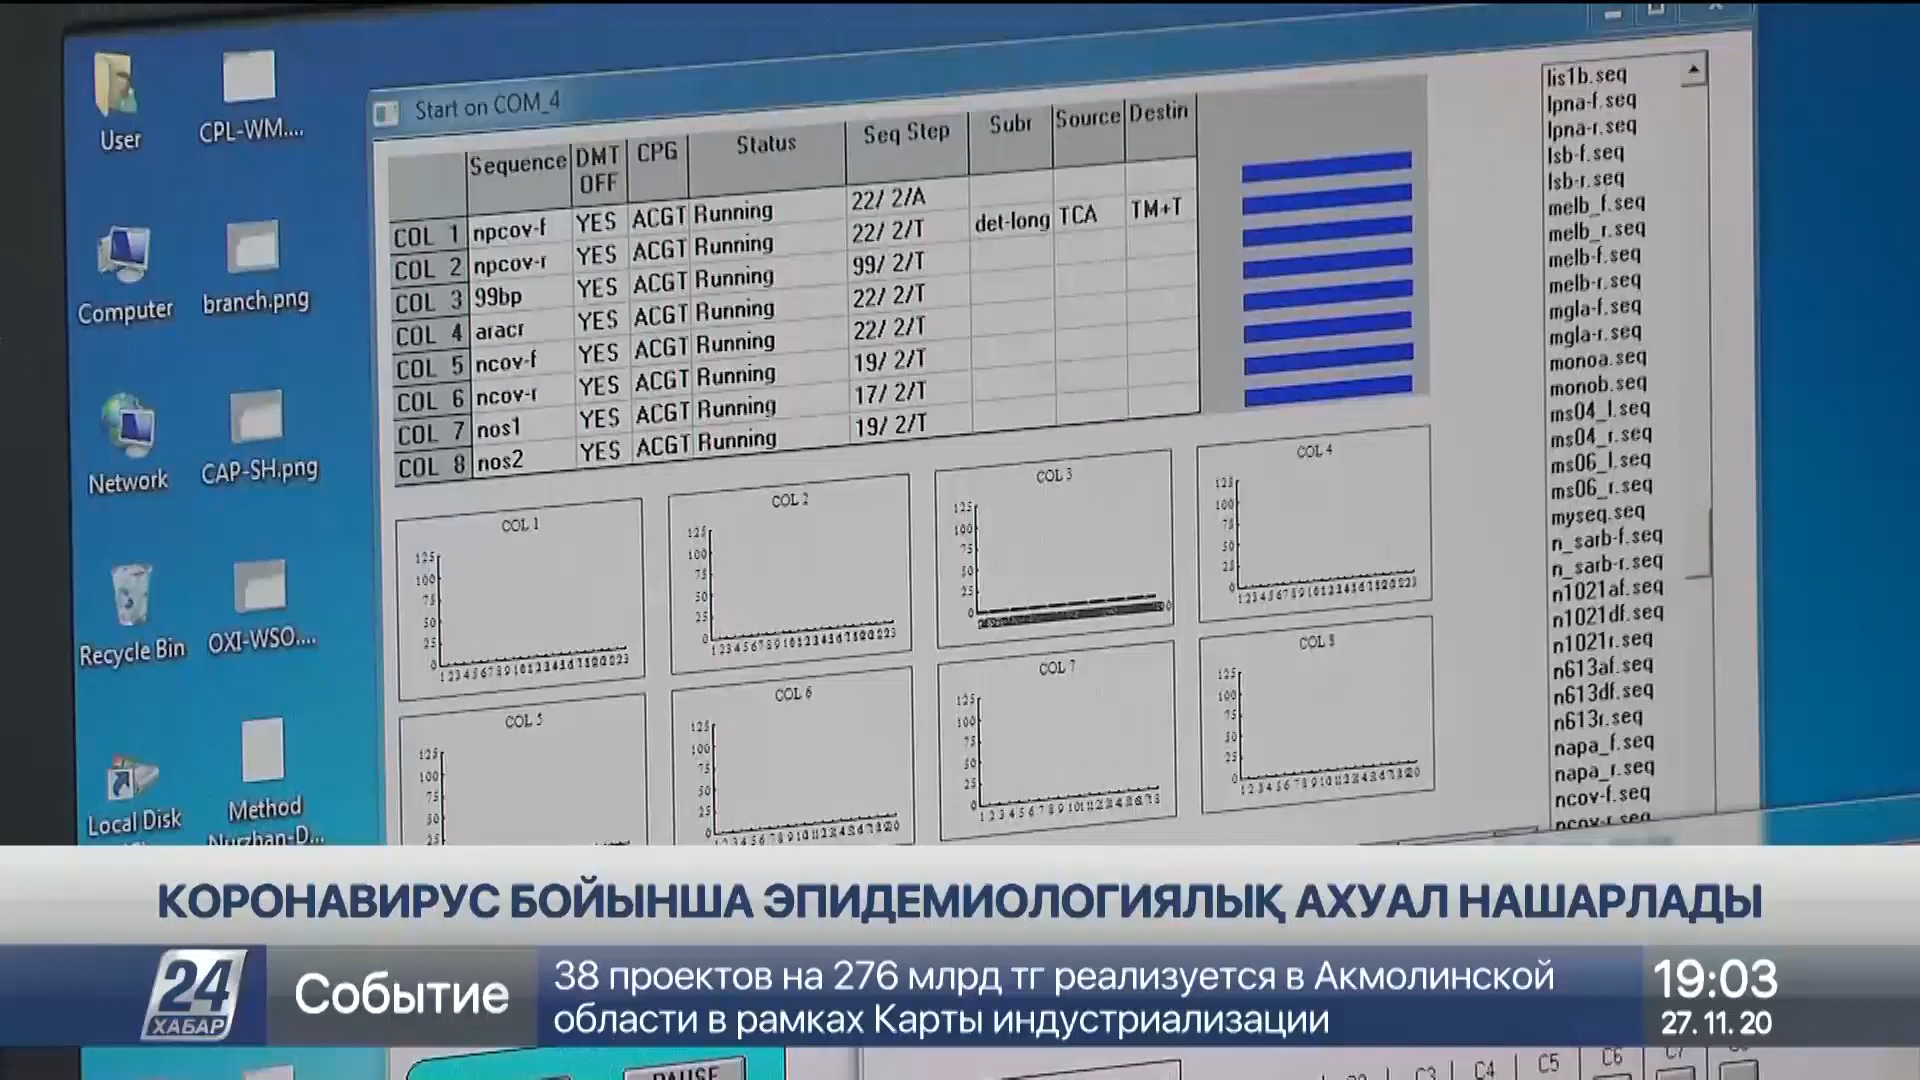 User
CPL-WM....
Computer
branch.png
Network
CAP-SH.png
Recycle Bin
OXI-WSO....
Local Disk
Method
Nurzhan-D...
Start on COM_4
Sequence DMT OFF CPG Status Seq Step Subr Source Destin
COL 1 npcov-f YES ACGT Running 22/ 2/A
COL 2 npcov-r YES ACGT Running 22/ 2/T det-long TCA TM+T
COL 3 99bp YES ACGT Running 99/ 2/T
COL 4 aracr YES ACGT Running 22/ 2/T
COL 5 ncov-f YES ACGT Running 22/ 2/T
COL 6 ncov-r YES ACGT Running 19/ 2/T
COL 7 nos1 YES ACGT Running 17/ 2/T
COL 8 nos2 YES ACGT Running 19/ 2/T
COL 1
COL 2
COL 3
COL 4
COL 5
COL 6
COL 7
COL 8
lis1b.seq
lpna-f.seq
lpna-r.seq
lsb-f.seq
lsb-r.seq
melb_f.seq
melb_r.seq
melb-f.seq
melb-r.seq
mgla-f.seq
mgla-r.seq
monoa.seq
monob.seq
ms04_l.seq
ms04_r.seq
ms06_l.seq
ms06_r.seq
myseq.seq
n_sarb-f.seq
n_sarb-r.seq
n1021af.seq
n1021df.seq
n1021r.seq
n613af.seq
n613df.seq
n613r.seq
napa_f.seq
napa_r.seq
ncov-f.seq
ncov-r.seq
КОРОНАВИРУС БОЙЫНША ЭПИДЕМИОЛОГИЯЛЫҚ АХУАЛ НАШАРЛАДЫ
24
ХАБАР
Событие
38 проектов на 276 млрд тг реализуется в Акмолинской
области в рамках Карты индустриализации
19:03
27.11.20
PAUSE
C3 C4 C5 C6 C7